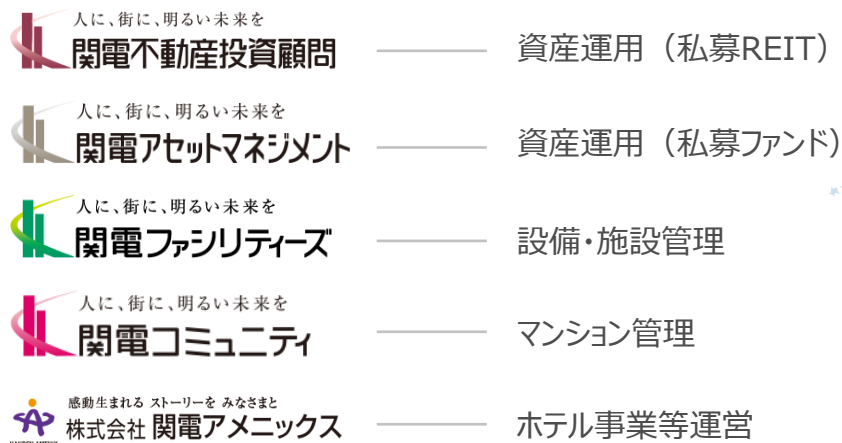 人に、街に、明るい未来を
関電不動産投資顧問 資産運用（私募REIT）
人に、街に、明るい未来を
関電アセットマネジメント 資産運用（私募ファンド）
人に、街に、明るい未来を
関電ファシリティーズ 設備・施設管理
人に、街に、明るい未来を
関電コミュニティ マンション管理
感動生まれる ストーリーを みなさまと
株式会社 関電アメニックス ホテル事業等運営